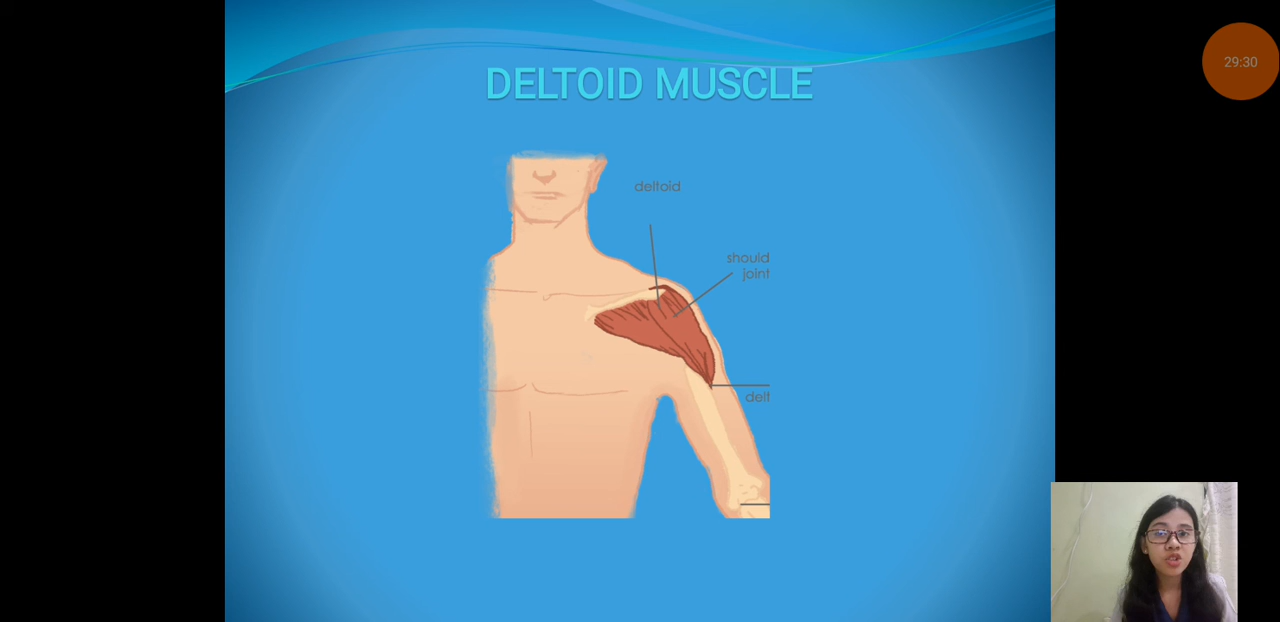 DELTOID MUSCLE
29:30
deltoid
should
joint
delt